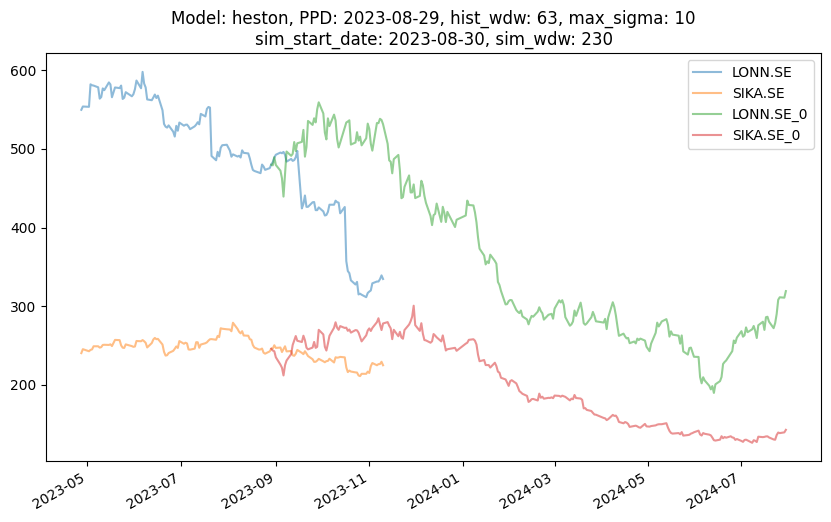 Model: heston, PPD: 2023-08-29, hist_wdw: 63, max_sigma: 10
sim_start_date: 2023-08-30, sim_wdw: 230
LONN.SE
SIKA.SE
LONN.SE_0
SIKA.SE_0
600
500
400
300
200
2023-05
2023-07
2023-09
2023-11
2024-01
2024-03
2024-05
2024-07